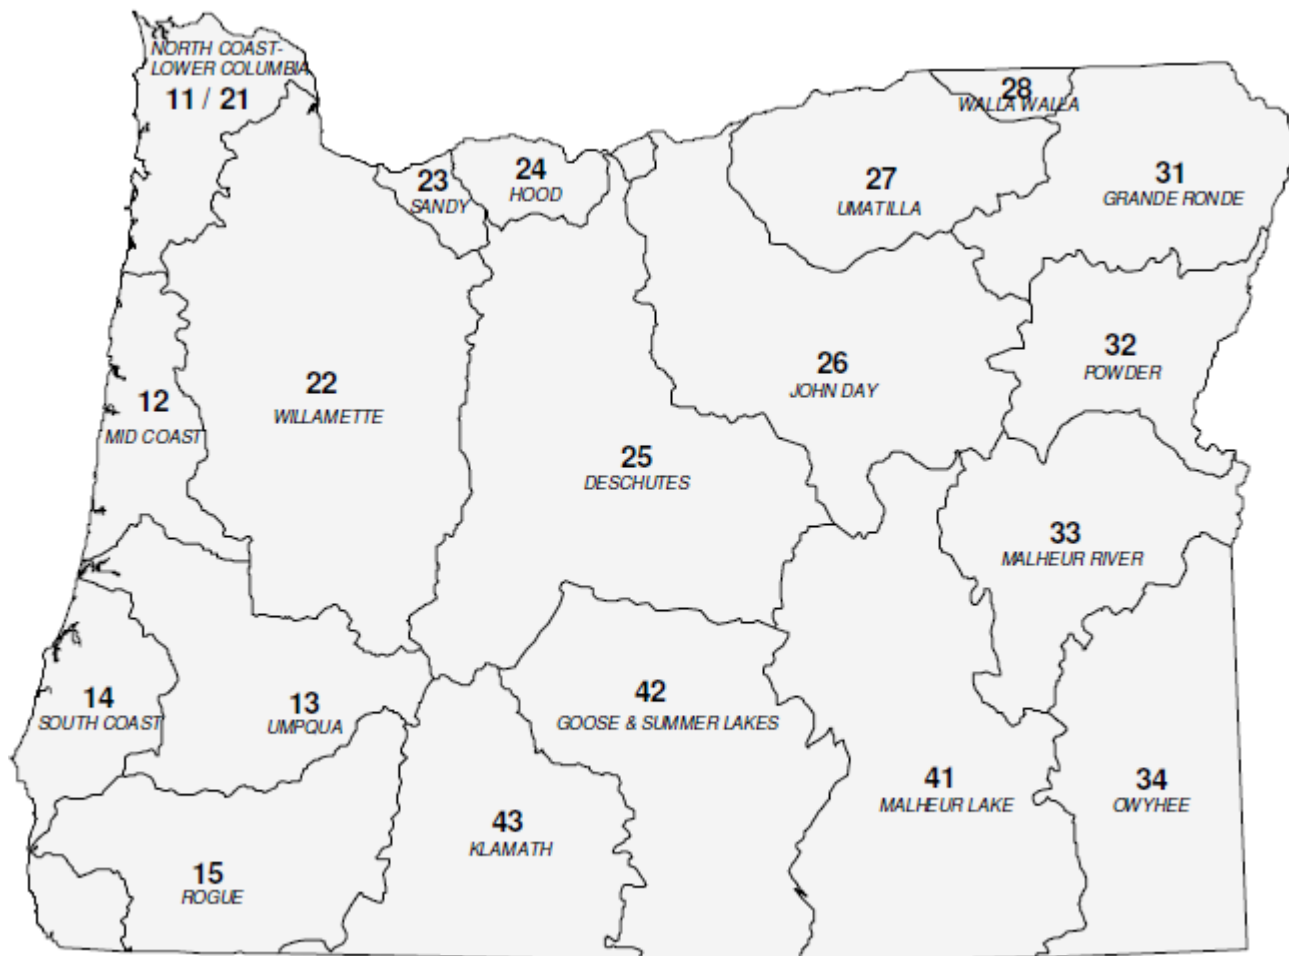 NORTH COAST-
LOWER COLUMBIA
11 / 21
28
WALLA WALLA
23
SANDY
24
HOOD
27
UMATILLA
31
GRANDE RONDE
12
MID COAST
22
WILLAMETTE
26
JOHN DAY
32
POWDER
25
DESCHUTES
33
MALHEUR RIVER
14
SOUTH COAST
13
UMPQUA
42
GOOSE & SUMMER LAKES
41
MALHEUR LAKE
34
OWYHEE
43
KLAMATH
15
ROGUE